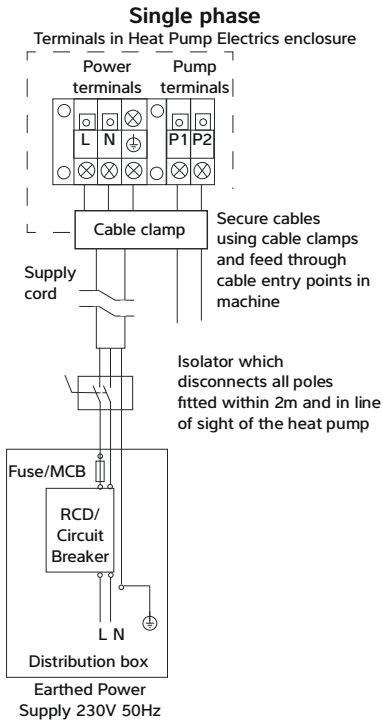 Single phase
Terminals in Heat Pump Electrics enclosure
Power
terminals
Pump
terminals
L N
P1 P2
Cable clamp
Secure cables
using cable clamps
and feed through
cable entry points in
machine
Supply
cord
Isolator which
disconnects all poles
fitted within 2m and in line
of sight of the heat pump
Fuse/MCB
RCD/
Circuit
Breaker
L N
Distribution box
Earthed Power
Supply 230V 50Hz